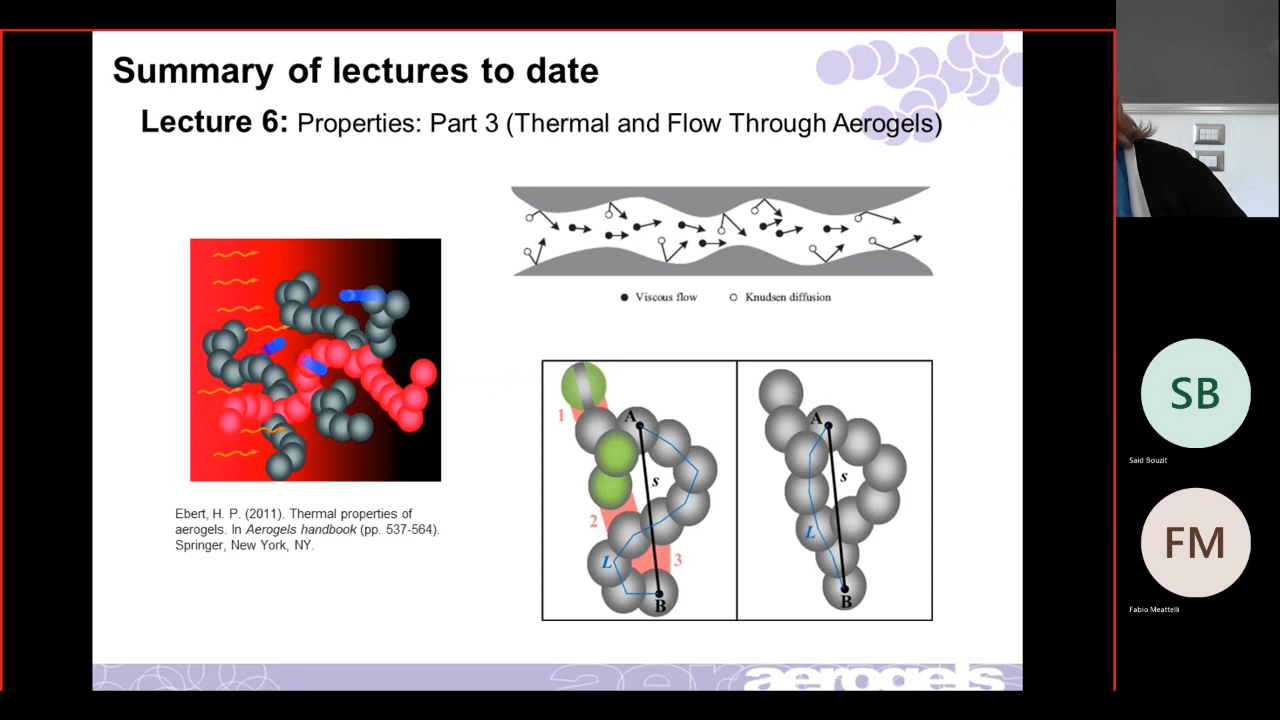 Summary of lectures to date
Lecture 6: Properties: Part 3 (Thermal and Flow Through Aerogels)
Viscous flow
Knudsen diffusion
Ebert, H. P. (2011). Thermal properties of
aerogels. In Aerogels handbook (pp. 537-564).
Springer, New York, NY.
1
A
s
2
L
3
B
A
s
L
B
aer
aerogels
SB
Said Bouzit
FM
Fabio Meattelli